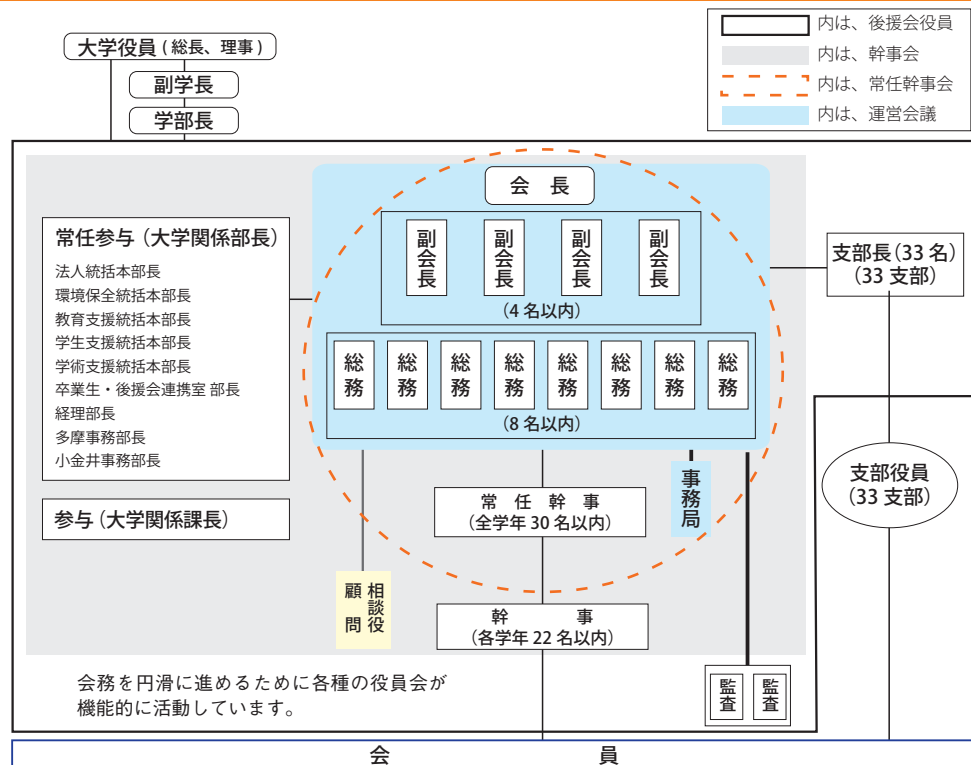 内は、後援会役員
内は、幹事会
内は、常任幹事会
内は、運営会議
大学役員 ( 総長、理事 )
副学長
学部長
会　長
副会長
副会長
副会長
副会長
(4 名以内)
総務
総務
総務
総務
総務
総務
総務
総務
(8 名以内)
常任参与 (大学関係部長)
法人統括本部長
環境保全統括本部長
教育支援統括本部長
学生支援統括本部長
学術支援統括本部長
卒業生・後援会連携室 部長
経理部長
多摩事務部長
小金井事務部長
参与 (大学関係課長)
支部長 (33 名)
(33 支部)
支部役員
(33 支部)
事務局
常　任　幹　事
(全学年 30 名以内)
相談役
顧　問
幹　　　事
(各学年 22 名以内)
監査
監査
会務を円滑に進めるために各種の役員会が
機能的に活動しています。
会　　　員